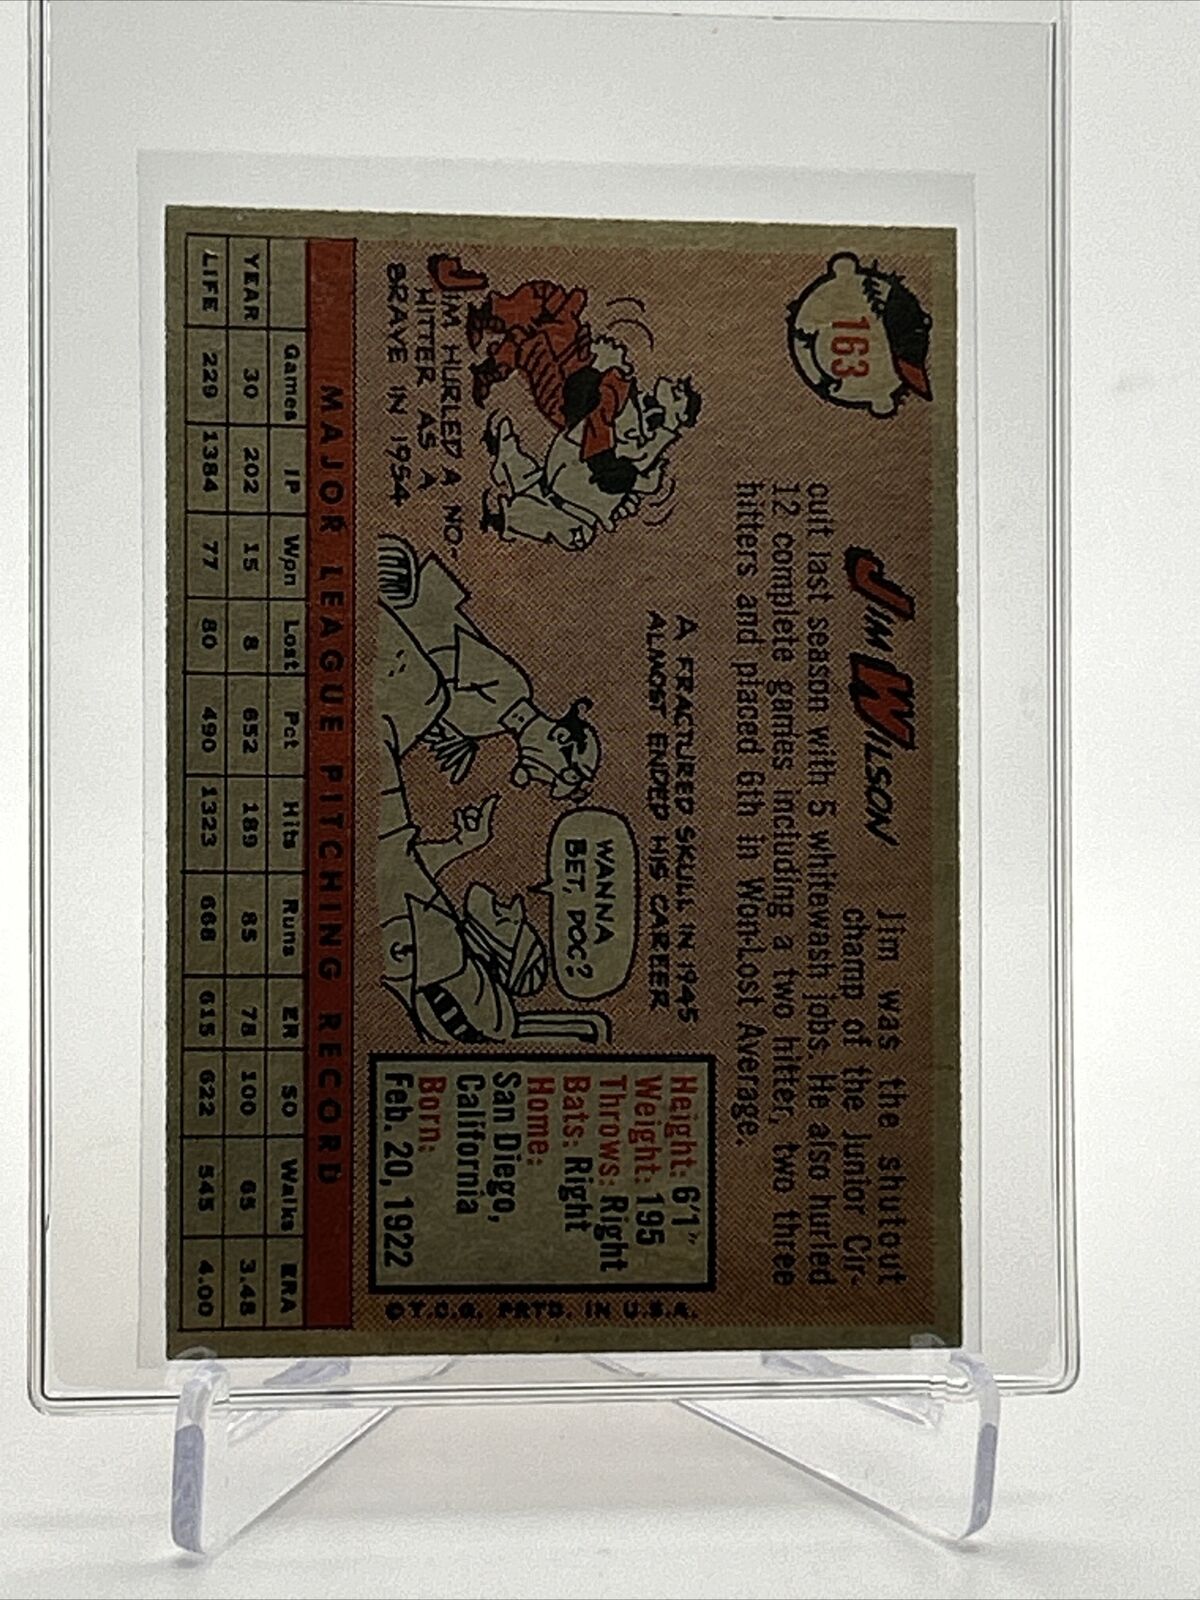 163
JIM WILSON
Jim was the shutout
champ of the Junior Cir-
cuit last season with 5 whitewash jobs. He also hurled
12 complete games including a two hitter, two three
hitters and placed 6th in Won-Lost Average.
JIM HURLED A NO-
HITTER AS A
BRAVE IN 1954
A FRACTURED SKULL IN 1945
ALMOST ENDED HIS CAREER
WANNA
BET, DOC?
Height: 6'1"
Weight: 195
Throws: Right
Bats: Right
Home:
San Diego,
California
Born:
Feb. 20, 1922
© T.C.G. PRTD. IN U.S.A.
MAJOR LEAGUE PITCHING RECORD
Games IP Wpn Lost Pct Hits Runs ER SO Walks ERA
YEAR 30 202 15 8 652 189 85 78 100 65 3.48
LIFE 229 1384 77 80 490 1323 668 615 622 545 4.00